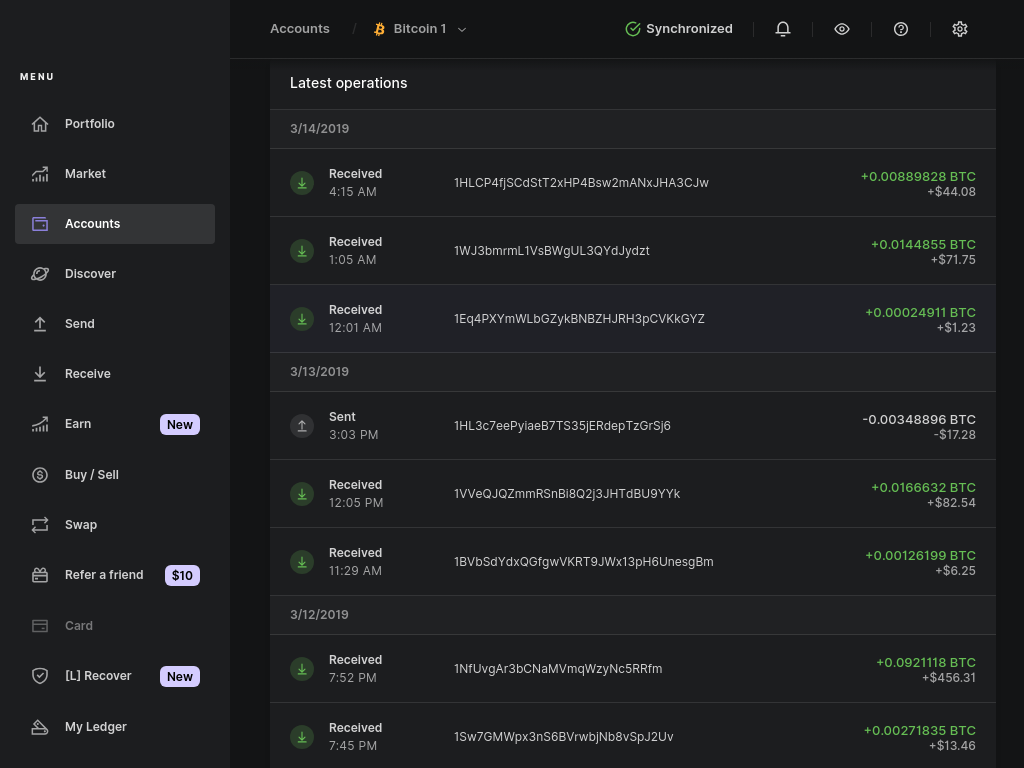 MENU
Portfolio
Market
Accounts
Discover
Send
Receive
Earn New
Buy / Sell
Swap
Refer a friend $10
Card
[L] Recover New
My Ledger
Accounts / Bitcoin 1 Synchronized
Latest operations
3/14/2019
Received
4:15 AM
1HLCP4fjSCdStT2xHP4Bsw2mANxJHA3CJw
+0.00889828 BTC
+$44.08
Received
1:05 AM
1WJ3bmrmL1VsBWgUL3QYdJydzt
+0.0144855 BTC
+$71.75
Received
12:01 AM
1Eq4PXYmWLbGZykBNBZHJRH3pCVKkGYZ
+0.00024911 BTC
+$1.23
3/13/2019
Sent
3:03 PM
1HL3c7eePyiaeB7TS35jERdepTzGrSj6
-0.00348896 BTC
-$17.28
Received
12:05 PM
1VVeQJQZmmRSnBi8Q2j3JHTdBU9YYk
+0.0166632 BTC
+$82.54
Received
11:29 AM
1BVbSdYdxQGfgwVKRT9JWx13pH6UnesgBm
+0.00126199 BTC
+$6.25
3/12/2019
Received
7:52 PM
1NfUvgAr3bCNaMVmqWzyNc5RRfm
+0.0921118 BTC
+$456.31
Received
7:45 PM
1Sw7GMWpx3nS6BVrwbjNb8vSpJ2Uv
+0.00271835 BTC
+$13.46